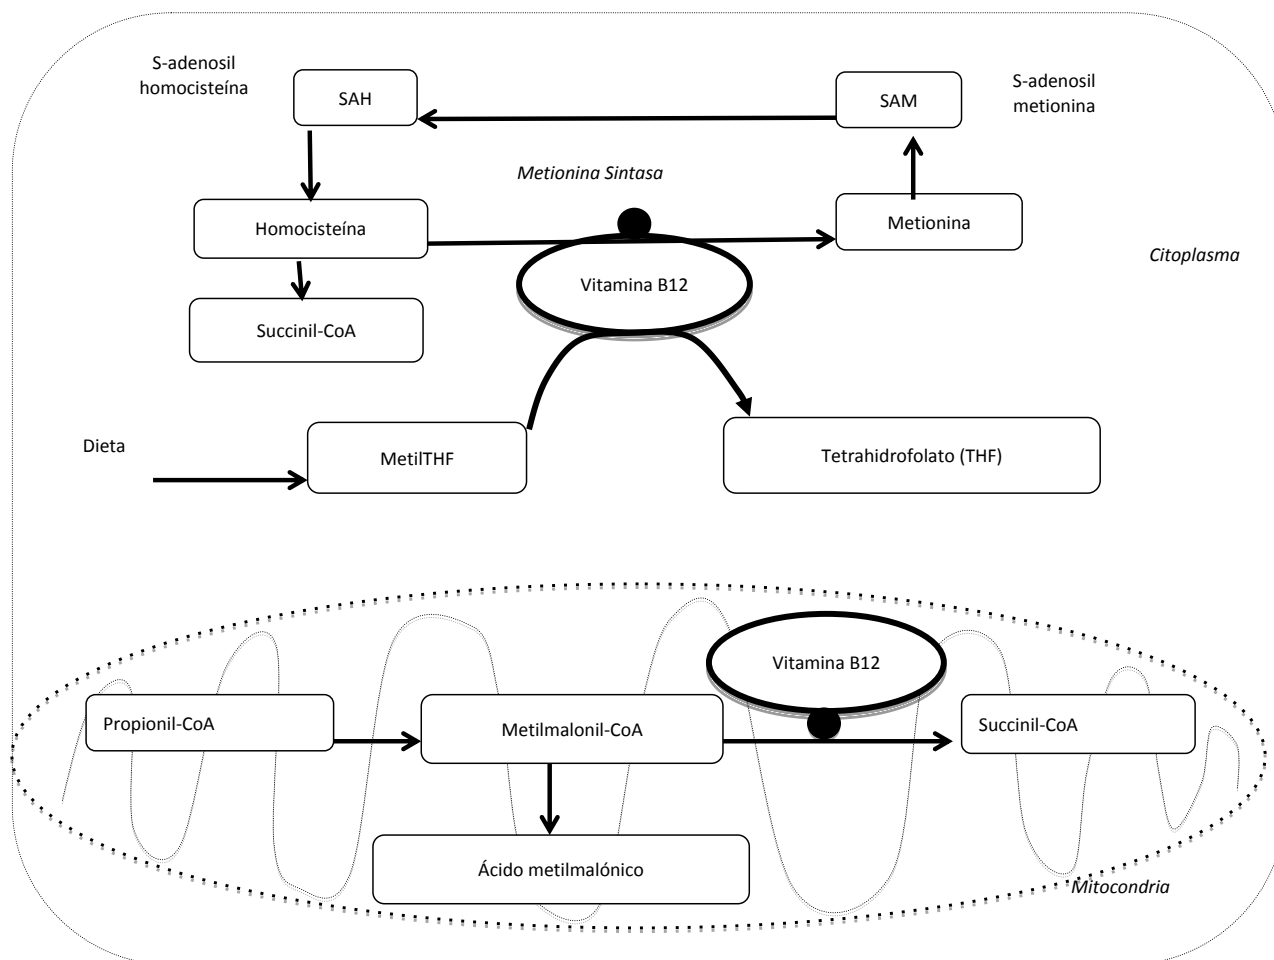 S-adenosil
homocisteína
SAH
SAM
S-adenosil
metionina
Metionina Sintasa
Homocisteína
Metionina
Citoplasma
Vitamina B12
Succinil-CoA
Dieta
MetilTHF
Tetrahidrofolato (THF)
Vitamina B12
Propionil-CoA
Metilmalonil-CoA
Succinil-CoA
Ácido metilmalónico
Mitocondria